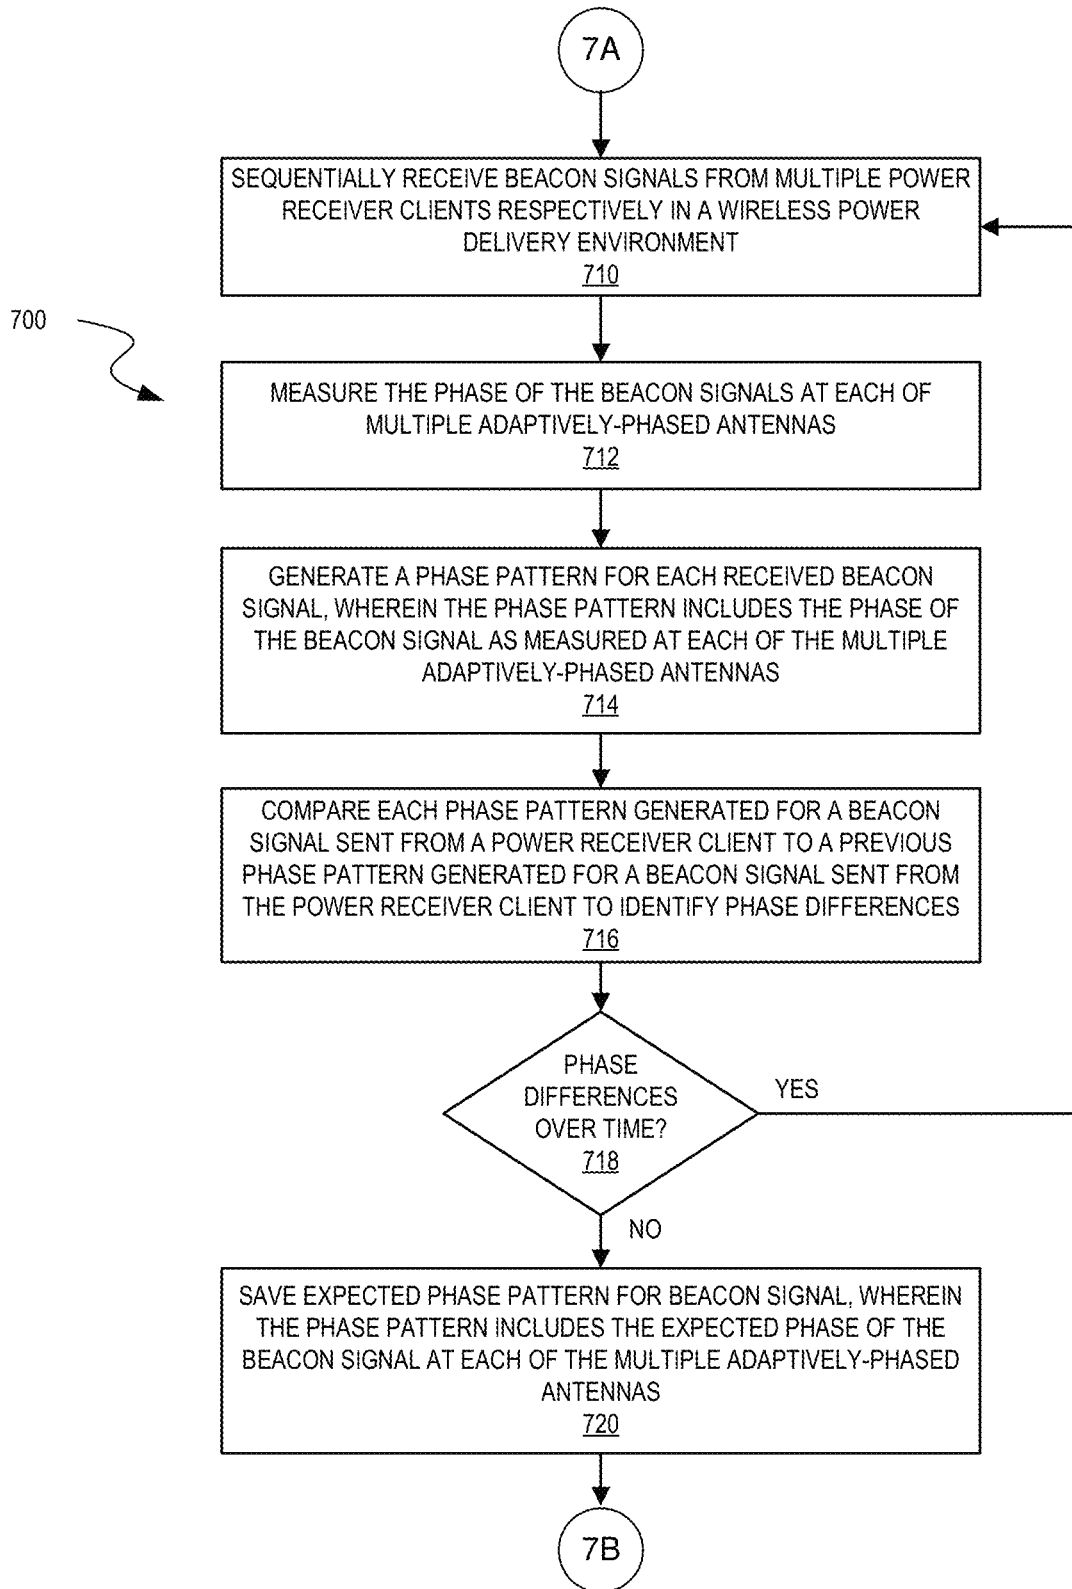 7A
SEQUENTIALLY RECEIVE BEACON SIGNALS FROM MULTIPLE POWER
RECEIVER CLIENTS RESPECTIVELY IN A WIRELESS POWER
DELIVERY ENVIRONMENT
710
700
MEASURE THE PHASE OF THE BEACON SIGNALS AT EACH OF
MULTIPLE ADAPTIVELY-PHASED ANTENNAS
712
GENERATE A PHASE PATTERN FOR EACH RECEIVED BEACON
SIGNAL, WHEREIN THE PHASE PATTERN INCLUDES THE PHASE OF
THE BEACON SIGNAL AS MEASURED AT EACH OF THE MULTIPLE
ADAPTIVELY-PHASED ANTENNAS
714
COMPARE EACH PHASE PATTERN GENERATED FOR A BEACON
SIGNAL SENT FROM A POWER RECEIVER CLIENT TO A PREVIOUS
PHASE PATTERN GENERATED FOR A BEACON SIGNAL SENT FROM
THE POWER RECEIVER CLIENT TO IDENTIFY PHASE DIFFERENCES
716
PHASE
DIFFERENCES
OVER TIME?
718
YES
NO
SAVE EXPECTED PHASE PATTERN FOR BEACON SIGNAL, WHEREIN
THE PHASE PATTERN INCLUDES THE EXPECTED PHASE OF THE
BEACON SIGNAL AT EACH OF THE MULTIPLE ADAPTIVELY-PHASED
ANTENNAS
720
7B